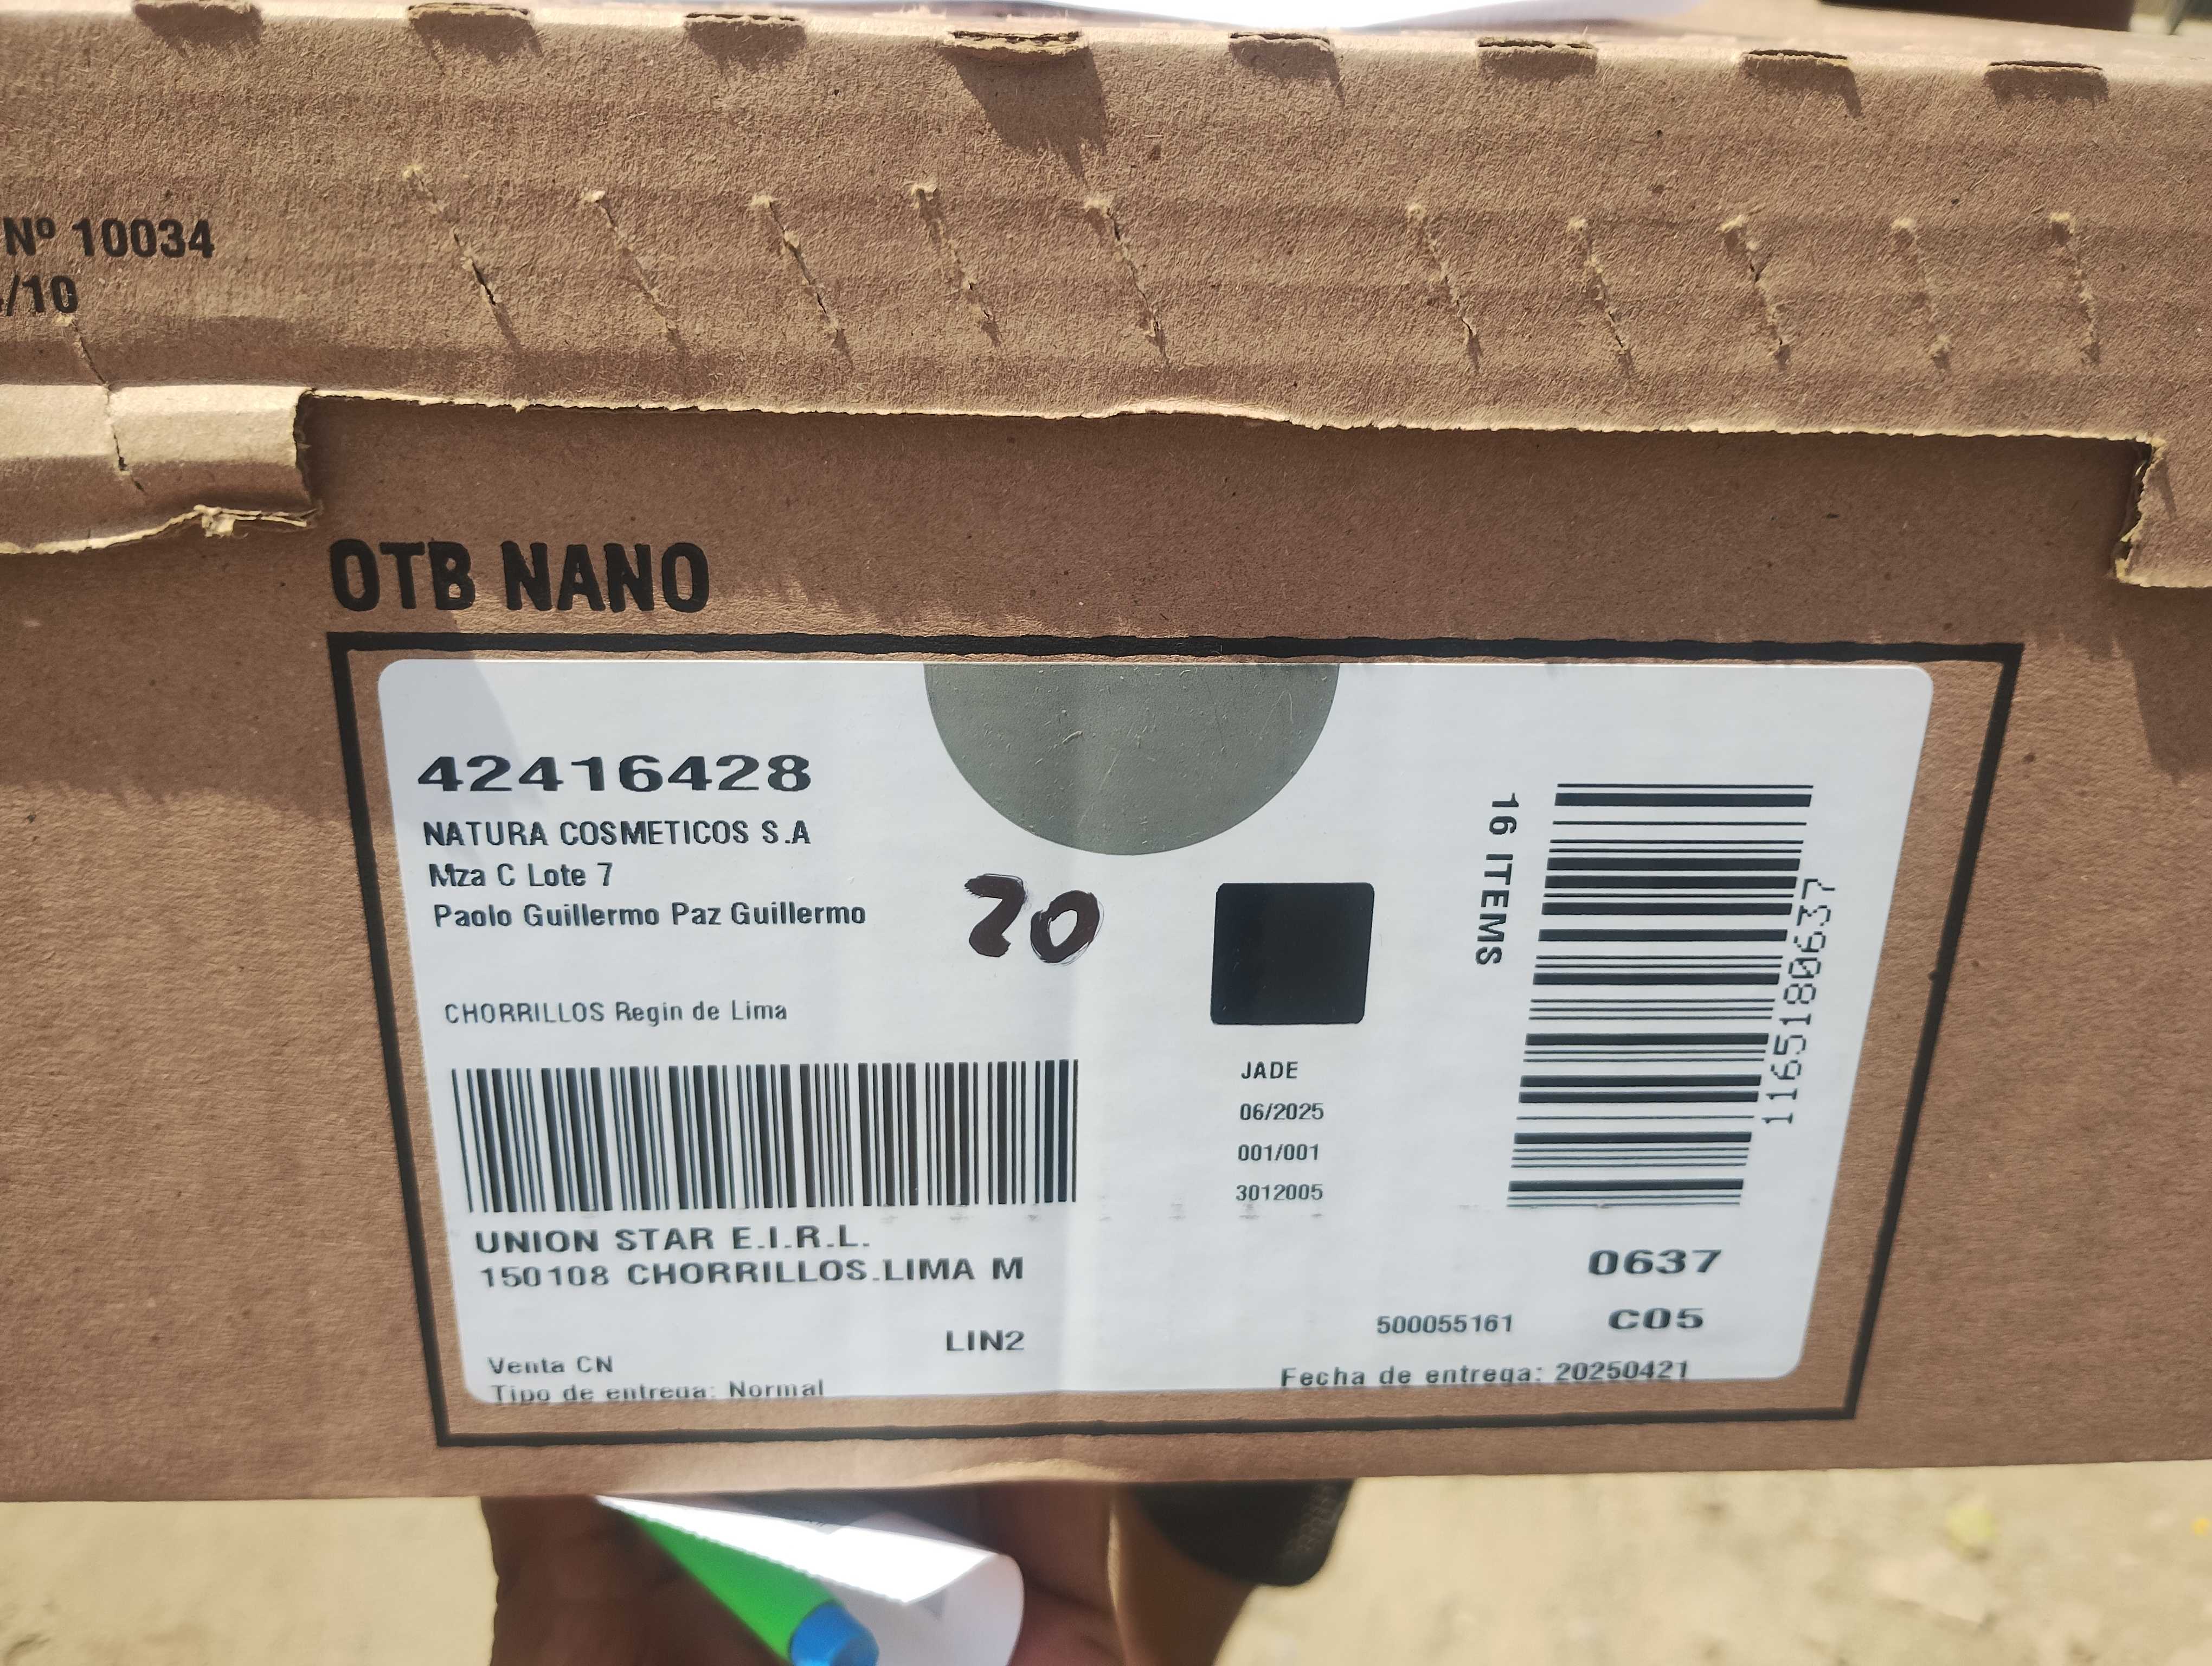 Nº 10034
/10
OTB NANO
42416428
NATURA COSMETICOS S.A
Mza C Lote 7
Paolo Guillermo Paz Guillermo
20
CHORRILLOS Regin de Lima
16 ITEMS
1165180637
JADE
06/2025
001/001
3012005
UNION STAR E.I.R.L.
150108 CHORRILLOS.LIMA M
0637
LIN2
500055161 C05
Venta CN
Tipo de entrega: Normal
Fecha de entrega: 20250421